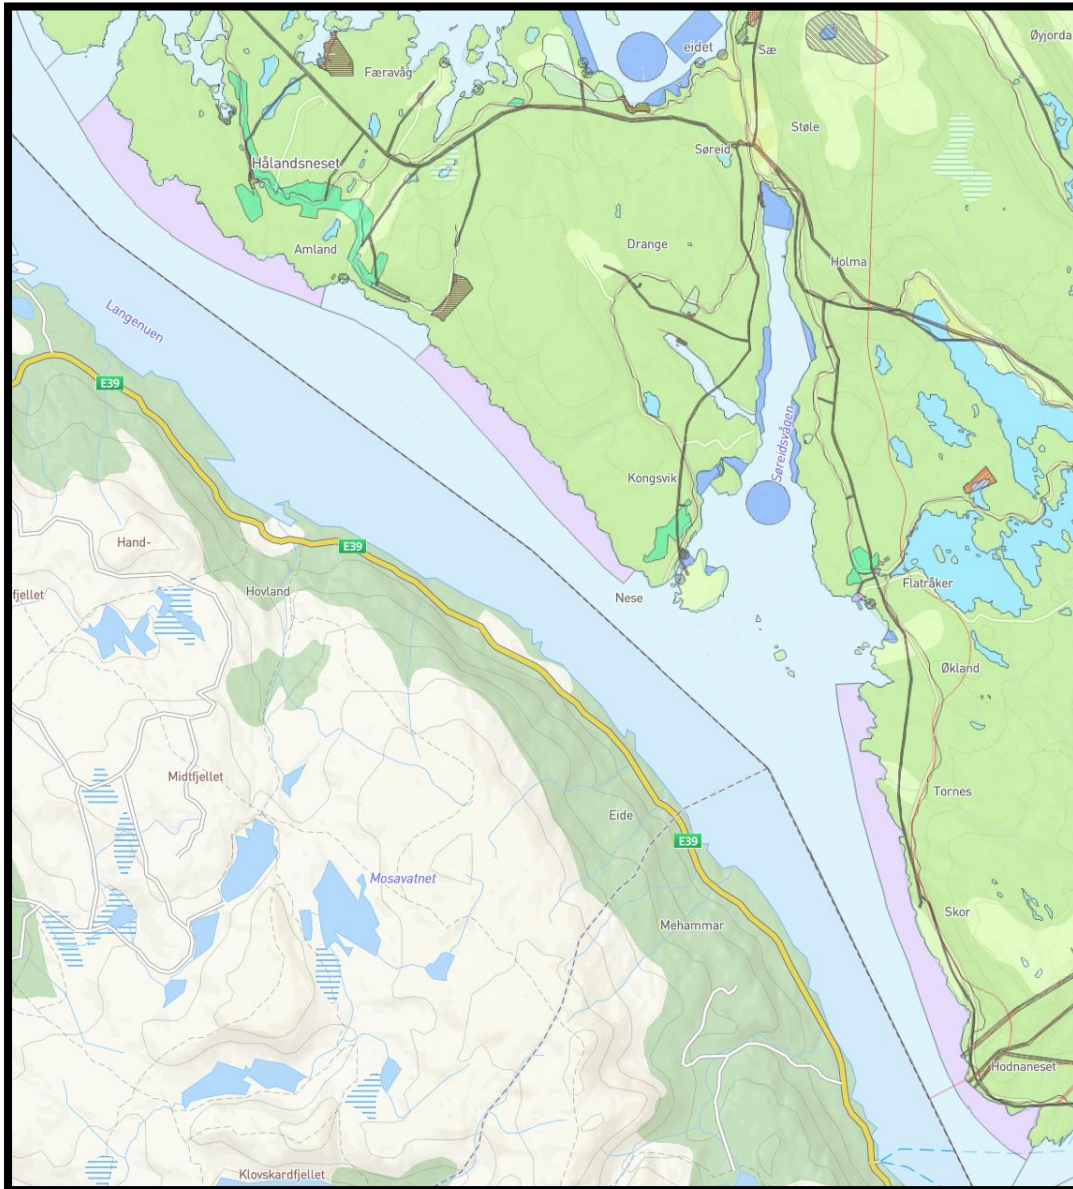 eidet
Sæ
Øyjorda
Færavåg
Støle
Søreid
Hålandsneset
Drange
Amland
Holma
Langenuen
E39
Søreidsvågen
Kongsvik
Hand-
fjellet
E39
Hovland
Nese
Flatråker
Økland
Midtfjellet
Tornes
Eide
E39
Mosavatnet
Skor
Mehammar
Hodnaneset
Klovskardfjellet